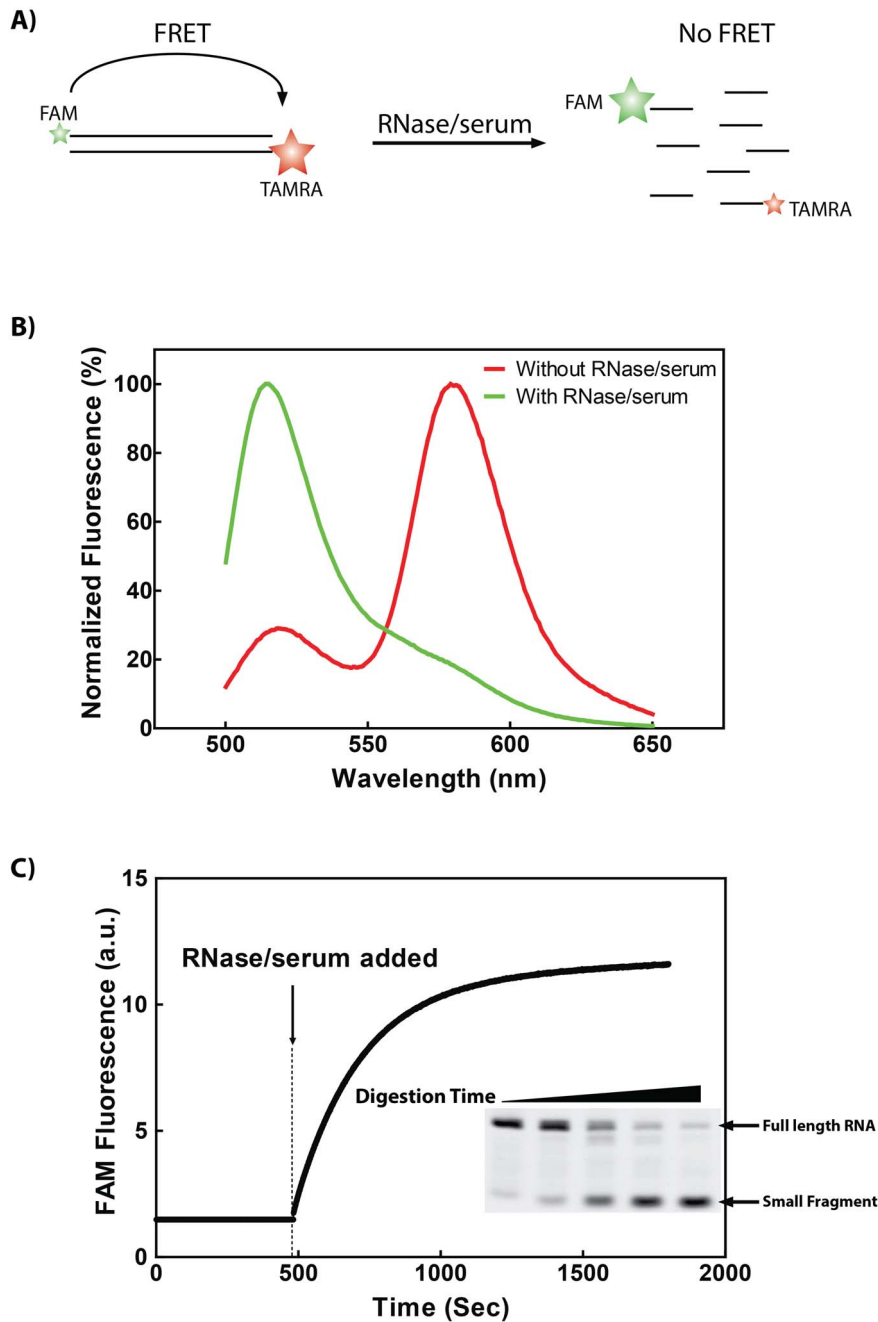 A)
FRET
No FRET
FAM
TAMRA
RNase/serum
FAM
TAMRA
B)
Normalized Fluorescence (%)
100
80
60
40
20
0
Without RNase/serum
With RNase/serum
500
550
600
650
Wavelength (nm)
C)
FAM Fluorescence (a.u.)
15
10
5
0
RNase/serum added
Digestion Time
Full length RNA
Small Fragment
0
500
1000
1500
2000
Time (Sec)